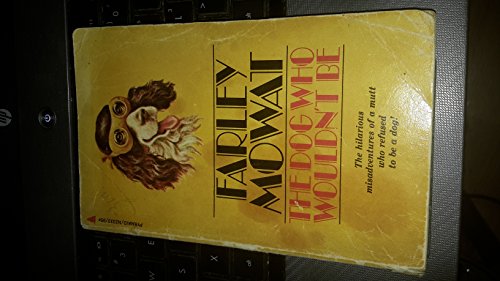 FARLEY
MOWAT
THE DOG WHO
WOULDN'T BE
The hilarious
misadventures of a mutt
who refused
to be a dog!
hp